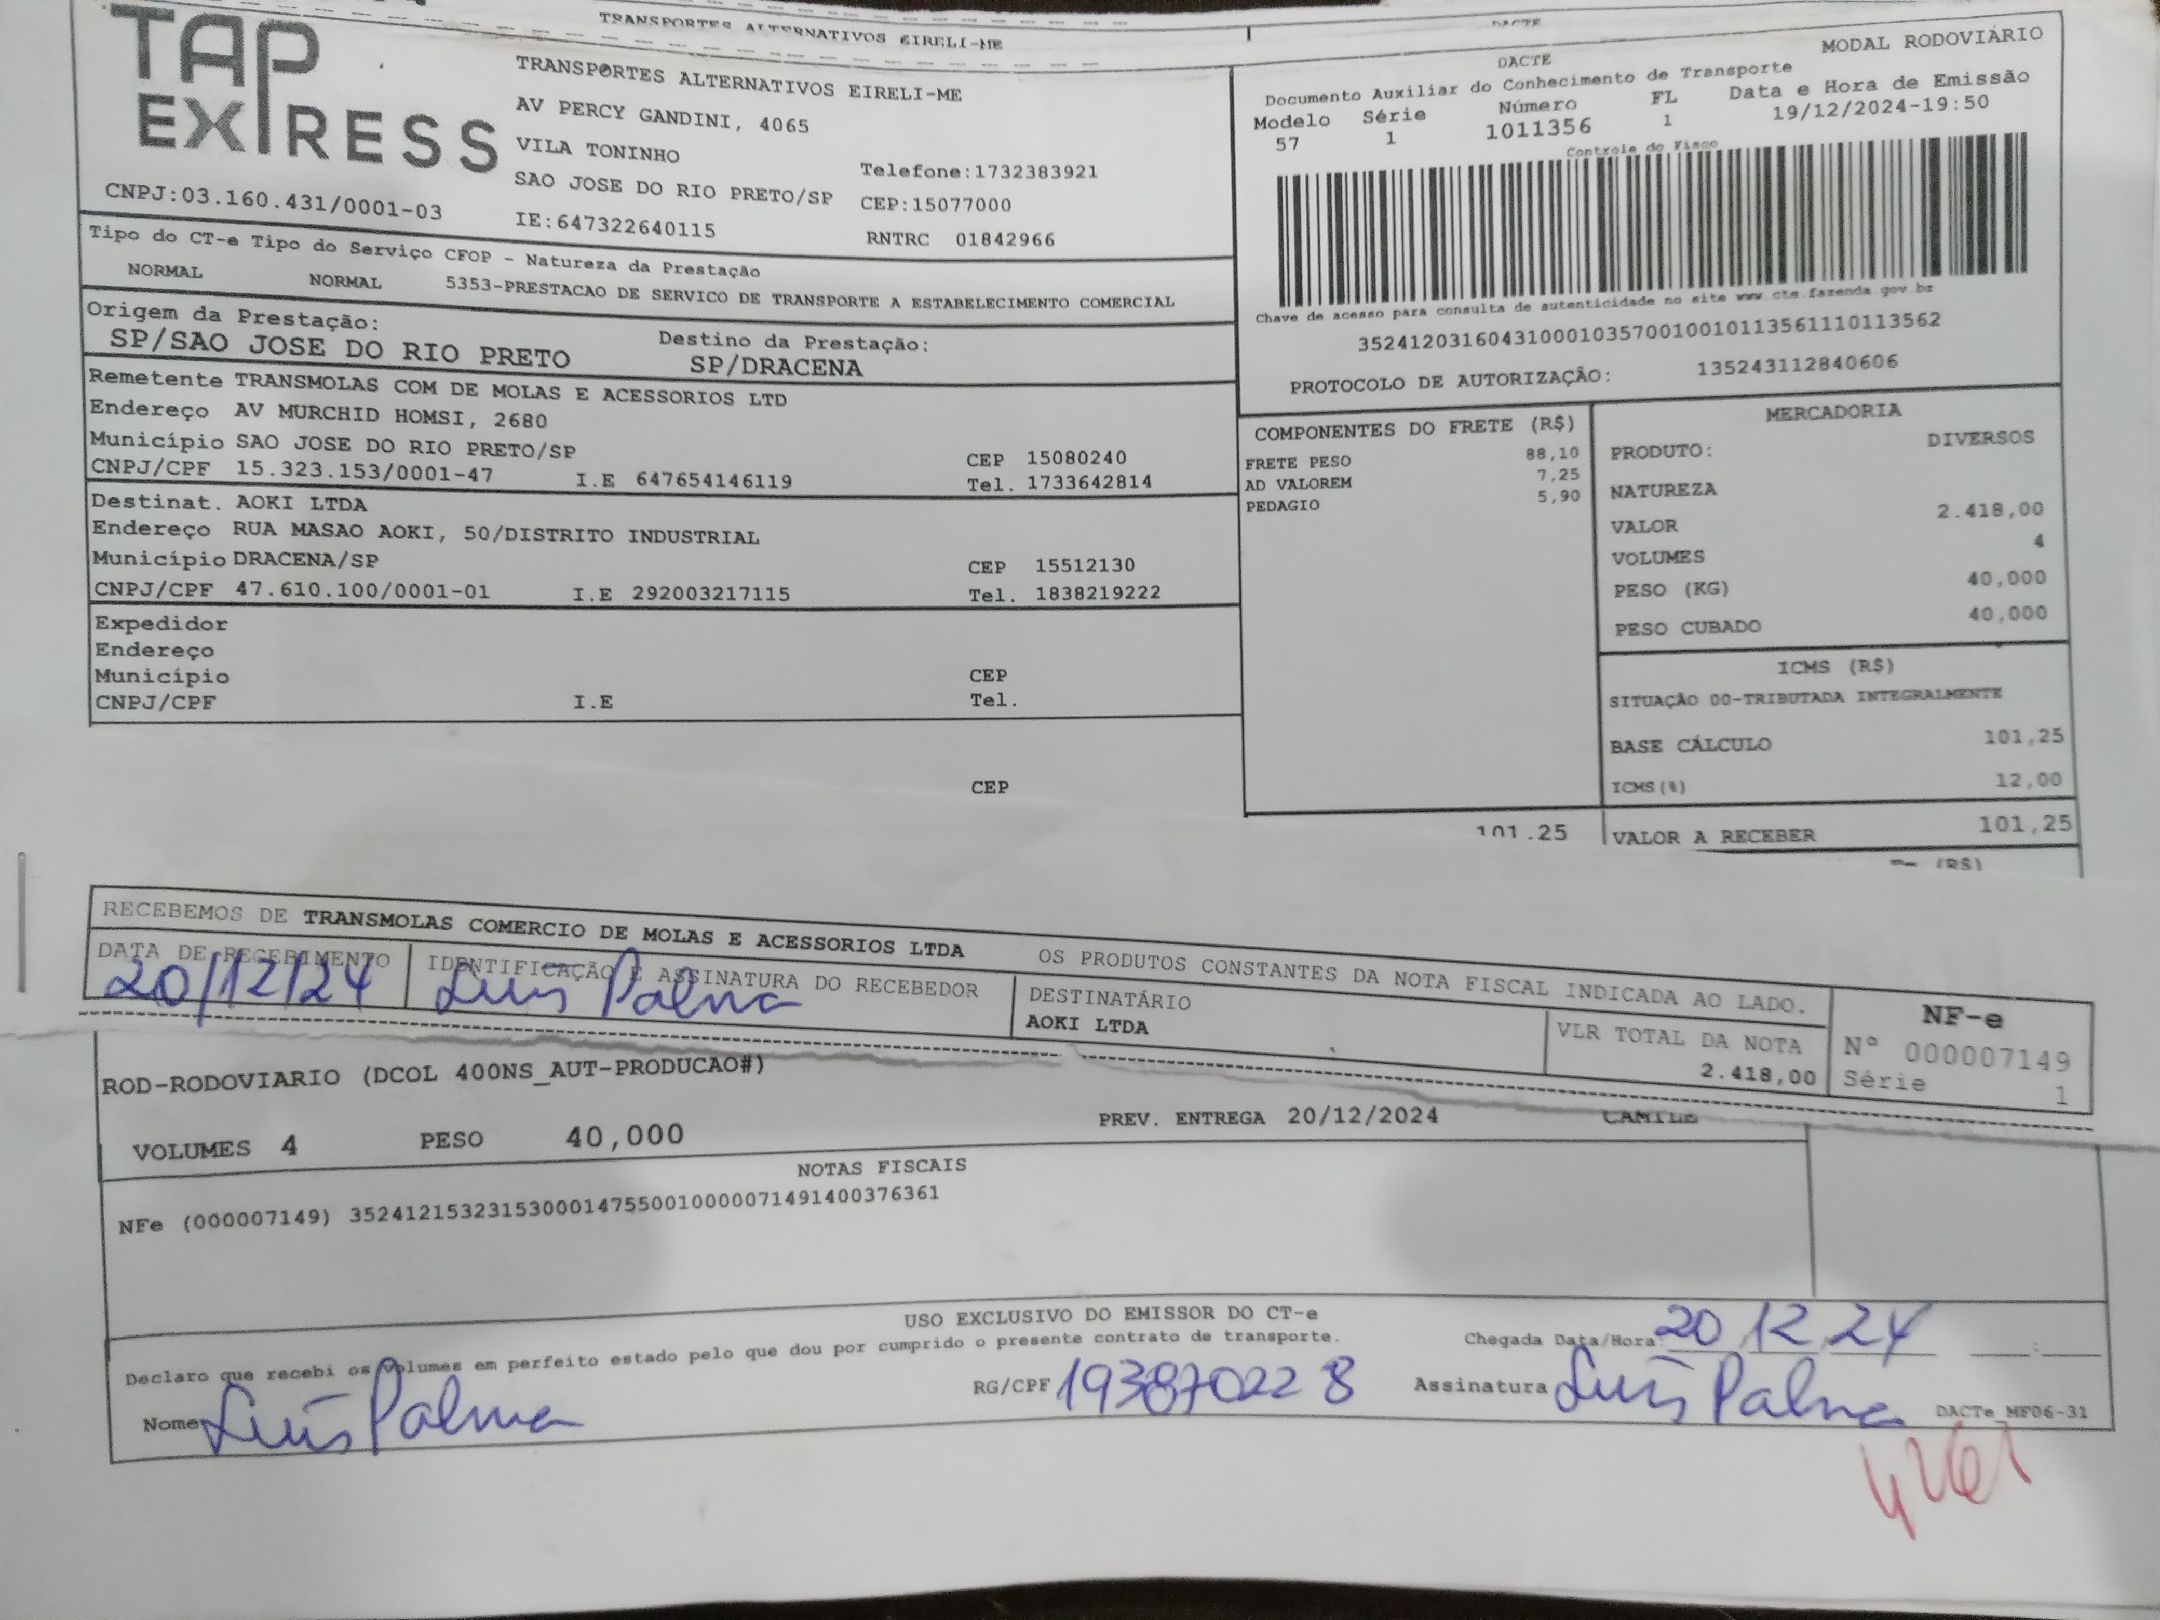 TRANSPORTES ALTERNATIVOS EIRELI-ME
DACTE
TAP
EXPRESS
CNPJ:03.160.431/0001-03
TRANSPORTES ALTERNATIVOS EIRELI-ME
AV PERCY GANDINI, 4065
VILA TONINHO
SAO JOSE DO RIO PRETO/SP
IE:647322640115
Telefone:1732383921
CEP:15077000
RNTRC 01842966
DACTE
MODAL RODOVIÁRIO
Documento Auxiliar do Conhecimento de Transporte
Modelo Série Número FL Data e Hora de Emissão
57 1 1011356 1 19/12/2024-19:50
Controle do Fisco
Chave de acesso para consulta de autenticidade no site www.cte.fazenda.gov.br
35241203160431000103570010010113561110113562
PROTOCOLO DE AUTORIZAÇÃO: 135243112840606
Tipo do CT-e Tipo do Serviço CFOP - Natureza da Prestação
NORMAL NORMAL 5353-PRESTACAO DE SERVICO DE TRANSPORTE A ESTABELECIMENTO COMERCIAL
Origem da Prestação: Destino da Prestação:
SP/SAO JOSE DO RIO PRETO SP/DRACENA
Remetente TRANSMOLAS COM DE MOLAS E ACESSORIOS LTD
Endereço AV MURCHID HOMSI, 2680
Município SAO JOSE DO RIO PRETO/SP CEP 15080240
CNPJ/CPF 15.323.153/0001-47 I.E 647654146119 Tel. 1733642814
Destinat. AOKI LTDA
Endereço RUA MASAO AOKI, 50/DISTRITO INDUSTRIAL
Município DRACENA/SP CEP 15512130
CNPJ/CPF 47.610.100/0001-01 I.E 292003217115 Tel. 1838219222
Expedidor
Endereço
Município CEP
CNPJ/CPF I.E Tel.
CEP
COMPONENTES DO FRETE (R$)
FRETE PESO 88,10
AD VALOREM 7,25
PEDAGIO 5,90
101.25
MERCADORIA
PRODUTO: DIVERSOS
NATUREZA
VALOR 2.418,00
VOLUMES 4
PESO (KG) 40,000
PESO CUBADO 40,000
ICMS (R$)
SITUAÇÃO 00-TRIBUTADA INTEGRALMENTE
BASE CÁLCULO 101,25
ICMS(%) 12,00
VALOR A RECEBER 101,25
(R$)
RECEBEMOS DE TRANSMOLAS COMERCIO DE MOLAS E ACESSORIOS LTDA OS PRODUTOS CONSTANTES DA NOTA FISCAL INDICADA AO LADO.
DATA DE RECEBIMENTO
20/12/24
IDENTIFICAÇÃO E ASSINATURA DO RECEBEDOR
Luís Palma
DESTINATÁRIO
AOKI LTDA
VLR TOTAL DA NOTA
2.418,00
NF-e
Nº 000007149
Série 1
ROD-RODOVIARIO (DCOL 400NS_AUT-PRODUCAO#)
VOLUMES 4 PESO 40,000 PREV. ENTREGA 20/12/2024 CAMILE
NOTAS FISCAIS
NFe (000007149) 35241215323153000147550010000071491400376361
USO EXCLUSIVO DO EMISSOR DO CT-e
Declaro que recebi os volumes em perfeito estado pelo que dou por cumprido o presente contrato de transporte.
Chegada Data/Hora: 20 12 24 :
Nome Luís Palma RG/CPF 193870228 Assinatura Luís Palma DACTe_MF06-31